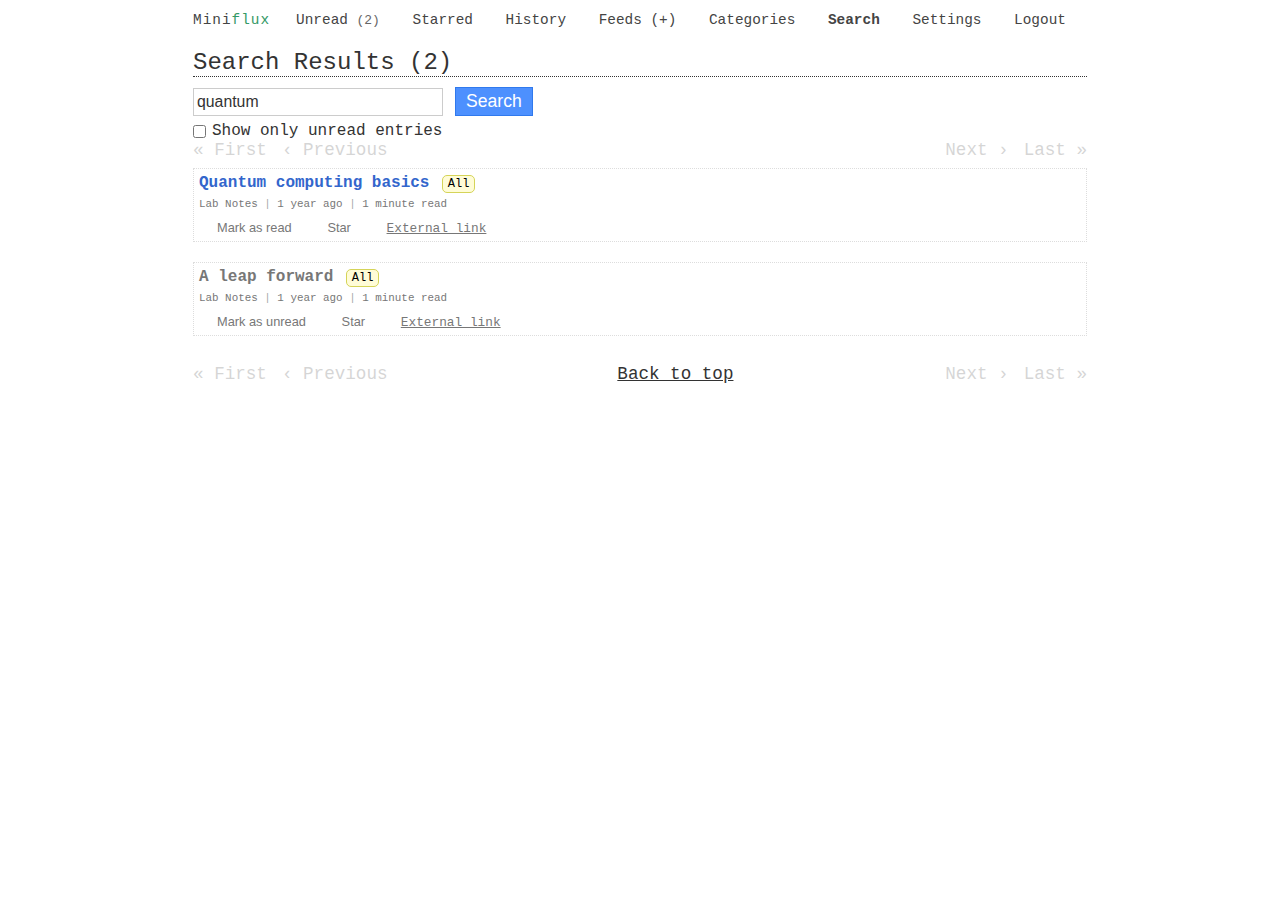 Miniflux Unread (2) Starred History Feeds (+) Categories Search Settings Logout
Search Results (2)
quantum Search
Show only unread entries
« First ‹ Previous Next › Last »
Quantum computing basics All
Lab Notes | 1 year ago | 1 minute read
Mark as read Star External link
A leap forward All
Lab Notes | 1 year ago | 1 minute read
Mark as unread Star External link
« First ‹ Previous Back to top Next › Last »